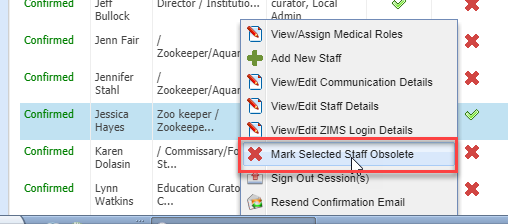 Confirmed
Jeff
Bullock
Director / Institutio...
curator, Local
Admin
Confirmed
Jenn Fair
/
Zookeeper/Aquar
Confirmed
Jennifer
Stahl
/
Zookeeper/Aquar
Confirmed
Jessica
Hayes
Zoo keeper /
Zookeepe...
Confirmed
Karen
Dolasin
/ Commissary/Fo
St...
Confirmed
Lynn
Watkins
Education Curato
C...
View/Assign Medical Roles
Add New Staff
View/Edit Communication Details
View/Edit Staff Details
View/Edit ZIMS Login Details
Mark Selected Staff Obsolete
Sign Out Session(s)
Resend Confirmation Email